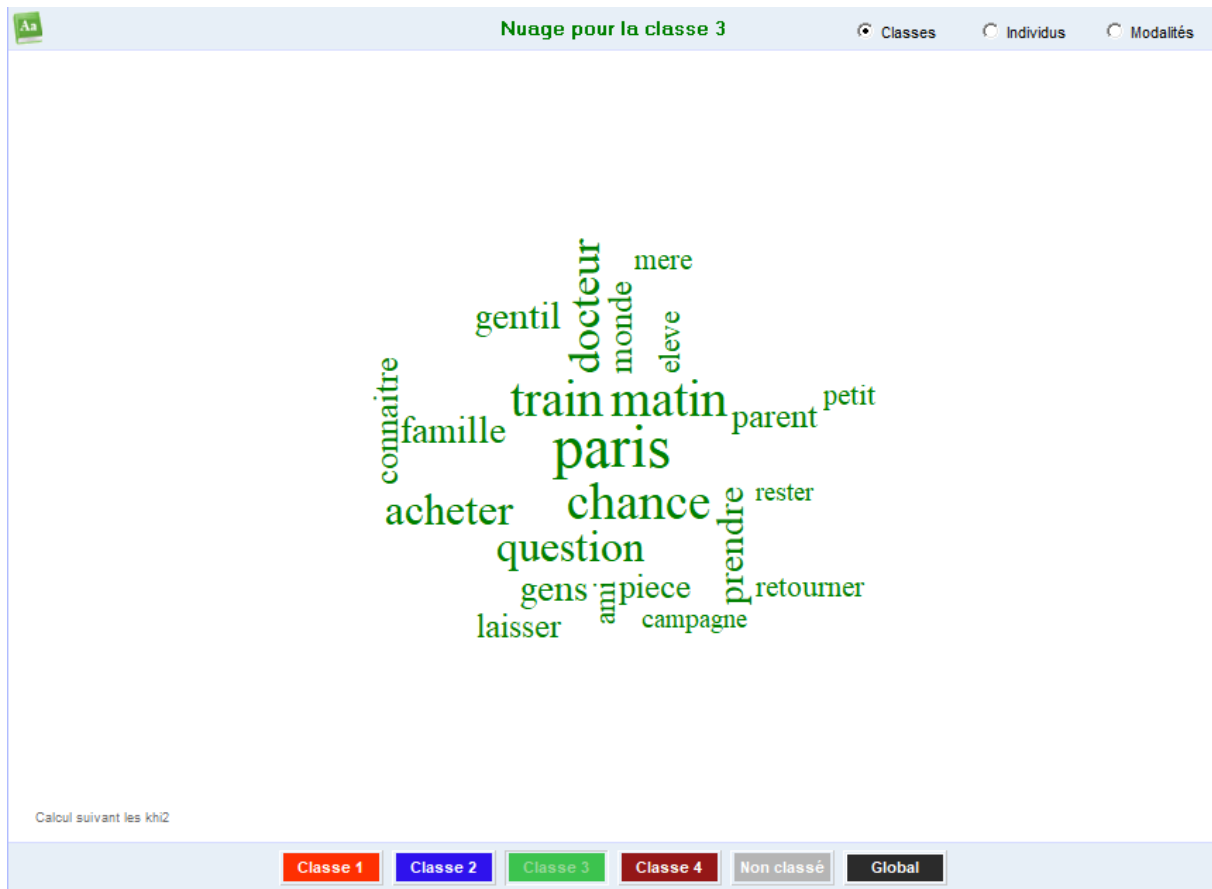 Aa
Nuage pour la classe 3
Classes
Individus
Modalités
docteur
mere
monde
gentil
eleve
connaitre
train
matin
petit
parent
famille
paris
chance
prendre
rester
acheter
question
gens
ami
piece
retourner
laisser
campagne
Calcul suivant les khi2
Classe 1
Classe 2
Classe 3
Classe 4
Non classé
Global